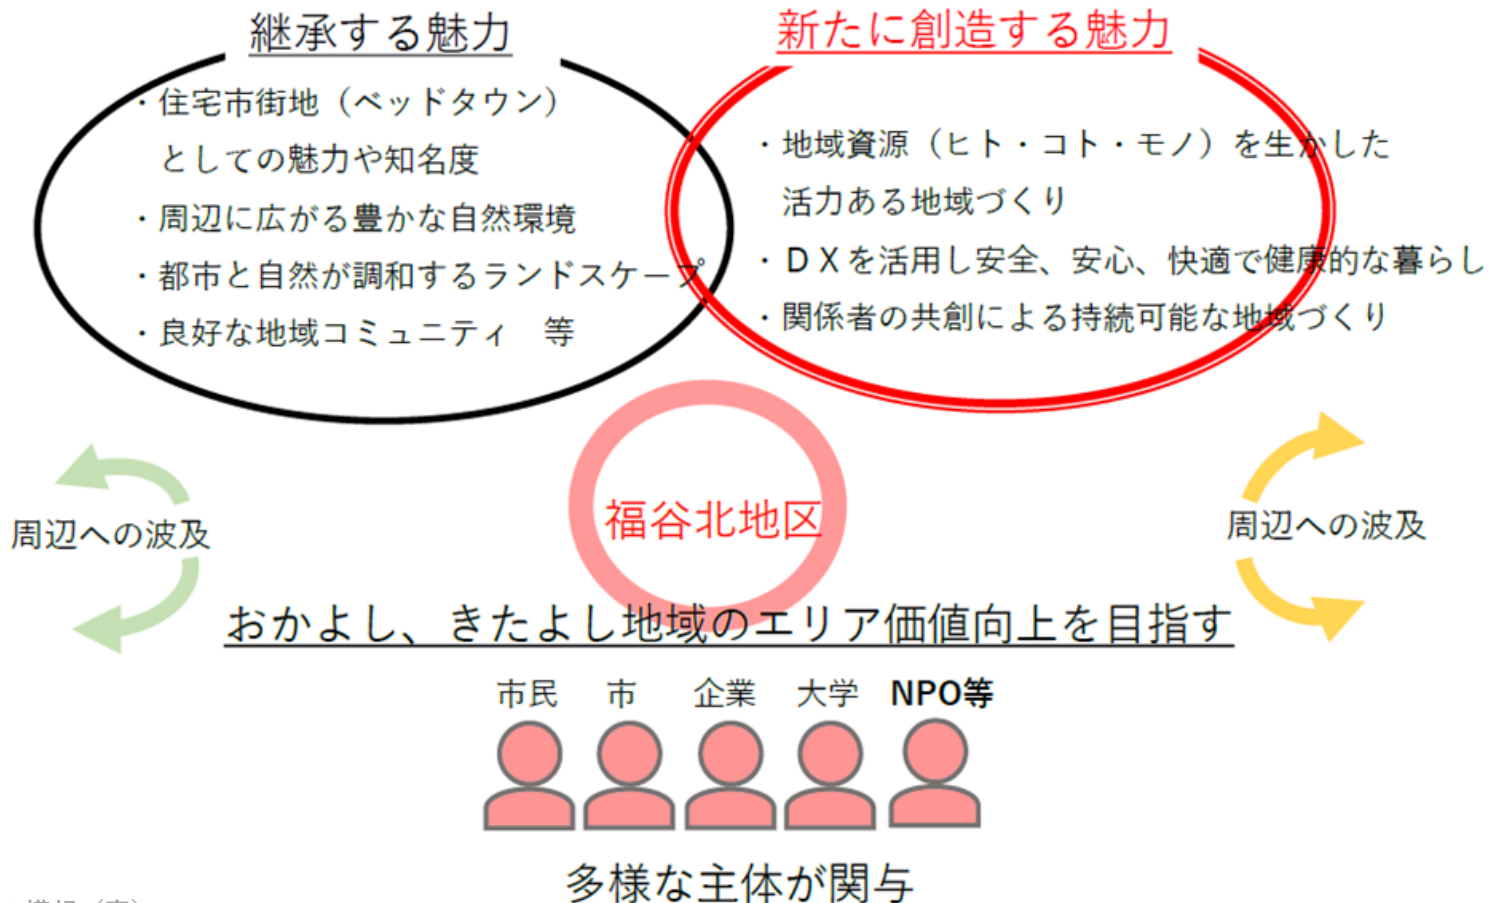 継承する魅力
・住宅市街地（ベッドタウン）
としての魅力や知名度
・周辺に広がる豊かな自然環境
・都市と自然が調和するランドスケープ
・良好な地域コミュニティ　等
新たに創造する魅力
・地域資源（ヒト・コト・モノ）を生かした
活力ある地域づくり
・ＤＸを活用し安全、安心、快適で健康的な暮らし
・関係者の共創による持続可能な地域づくり
周辺への波及
福谷北地区
周辺への波及
おかよし、きたよし地域のエリア価値向上を目指す
市民　市　企業　大学　NPO等
多様な主体が関与